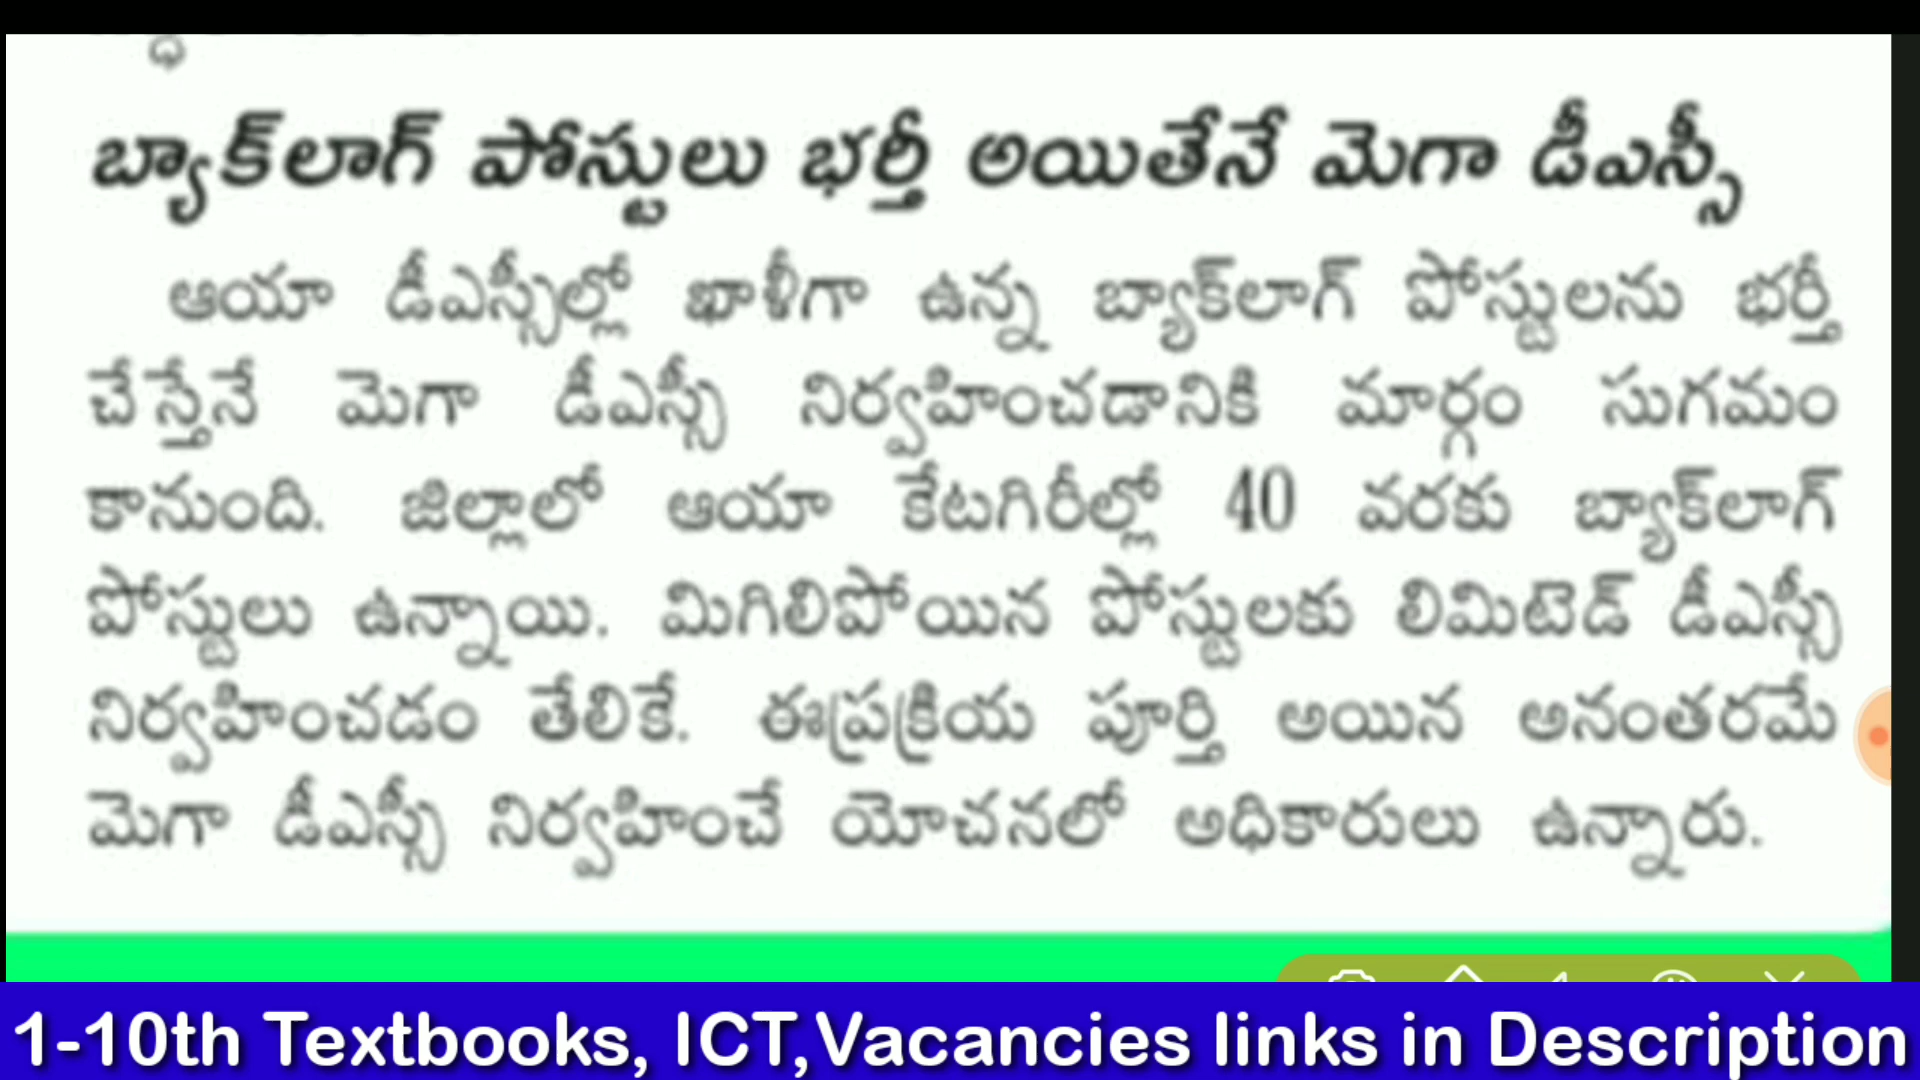 బ్యాక్‌లాగ్ పోస్టులు భర్తీ అయితేనే మెగా డీఎస్సీ
ఆయా డీఎస్సీల్లో ఖాళీగా ఉన్న బ్యాక్‌లాగ్ పోస్టులను భర్తీ
చేస్తేనే మెగా డీఎస్సీ నిర్వహించడానికి మార్గం సుగమం
కానుంది. జిల్లాలో ఆయా కేటగిరీల్లో 40 వరకు బ్యాక్‌లాగ్
పోస్టులు ఉన్నాయి. మిగిలిపోయిన పోస్టులకు లిమిటెడ్ డీఎస్సీ
నిర్వహించడం తేలికే. ఈప్రక్రియ పూర్తి అయిన అనంతరమే
మెగా డీఎస్సీ నిర్వహించే యోచనలో అధికారులు ఉన్నారు.
1-10th Textbooks, ICT,Vacancies links in Description